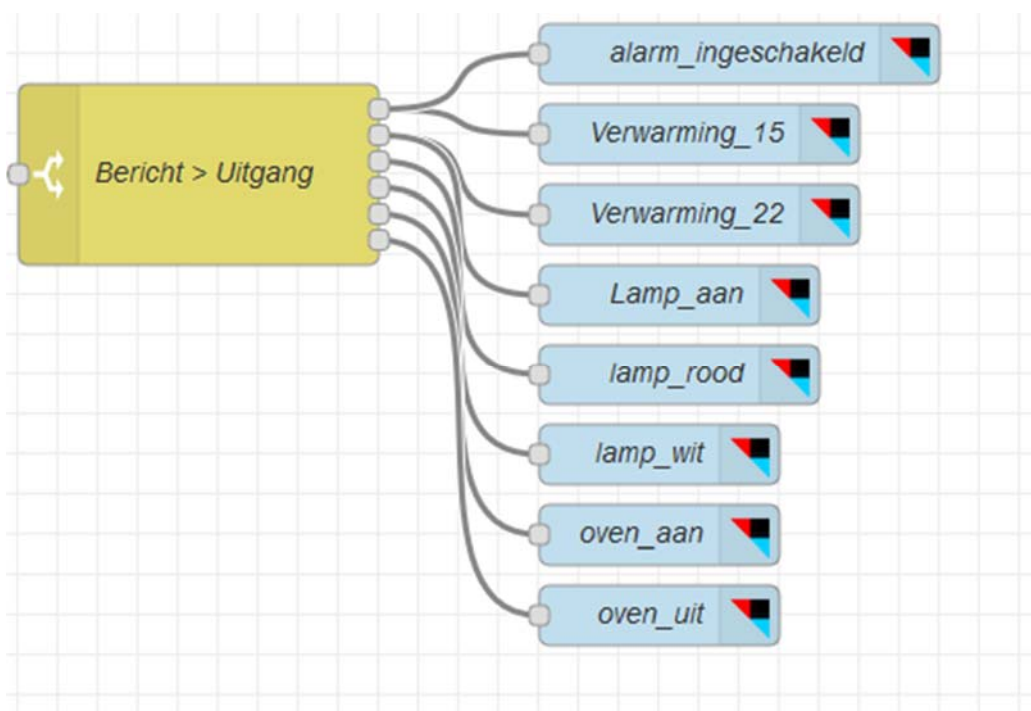 alarm_ingeschakeld
Bericht > Uitgang
Verwarming_15
Verwarming_22
Lamp_aan
lamp_rood
lamp_wit
oven_aan
oven_uit